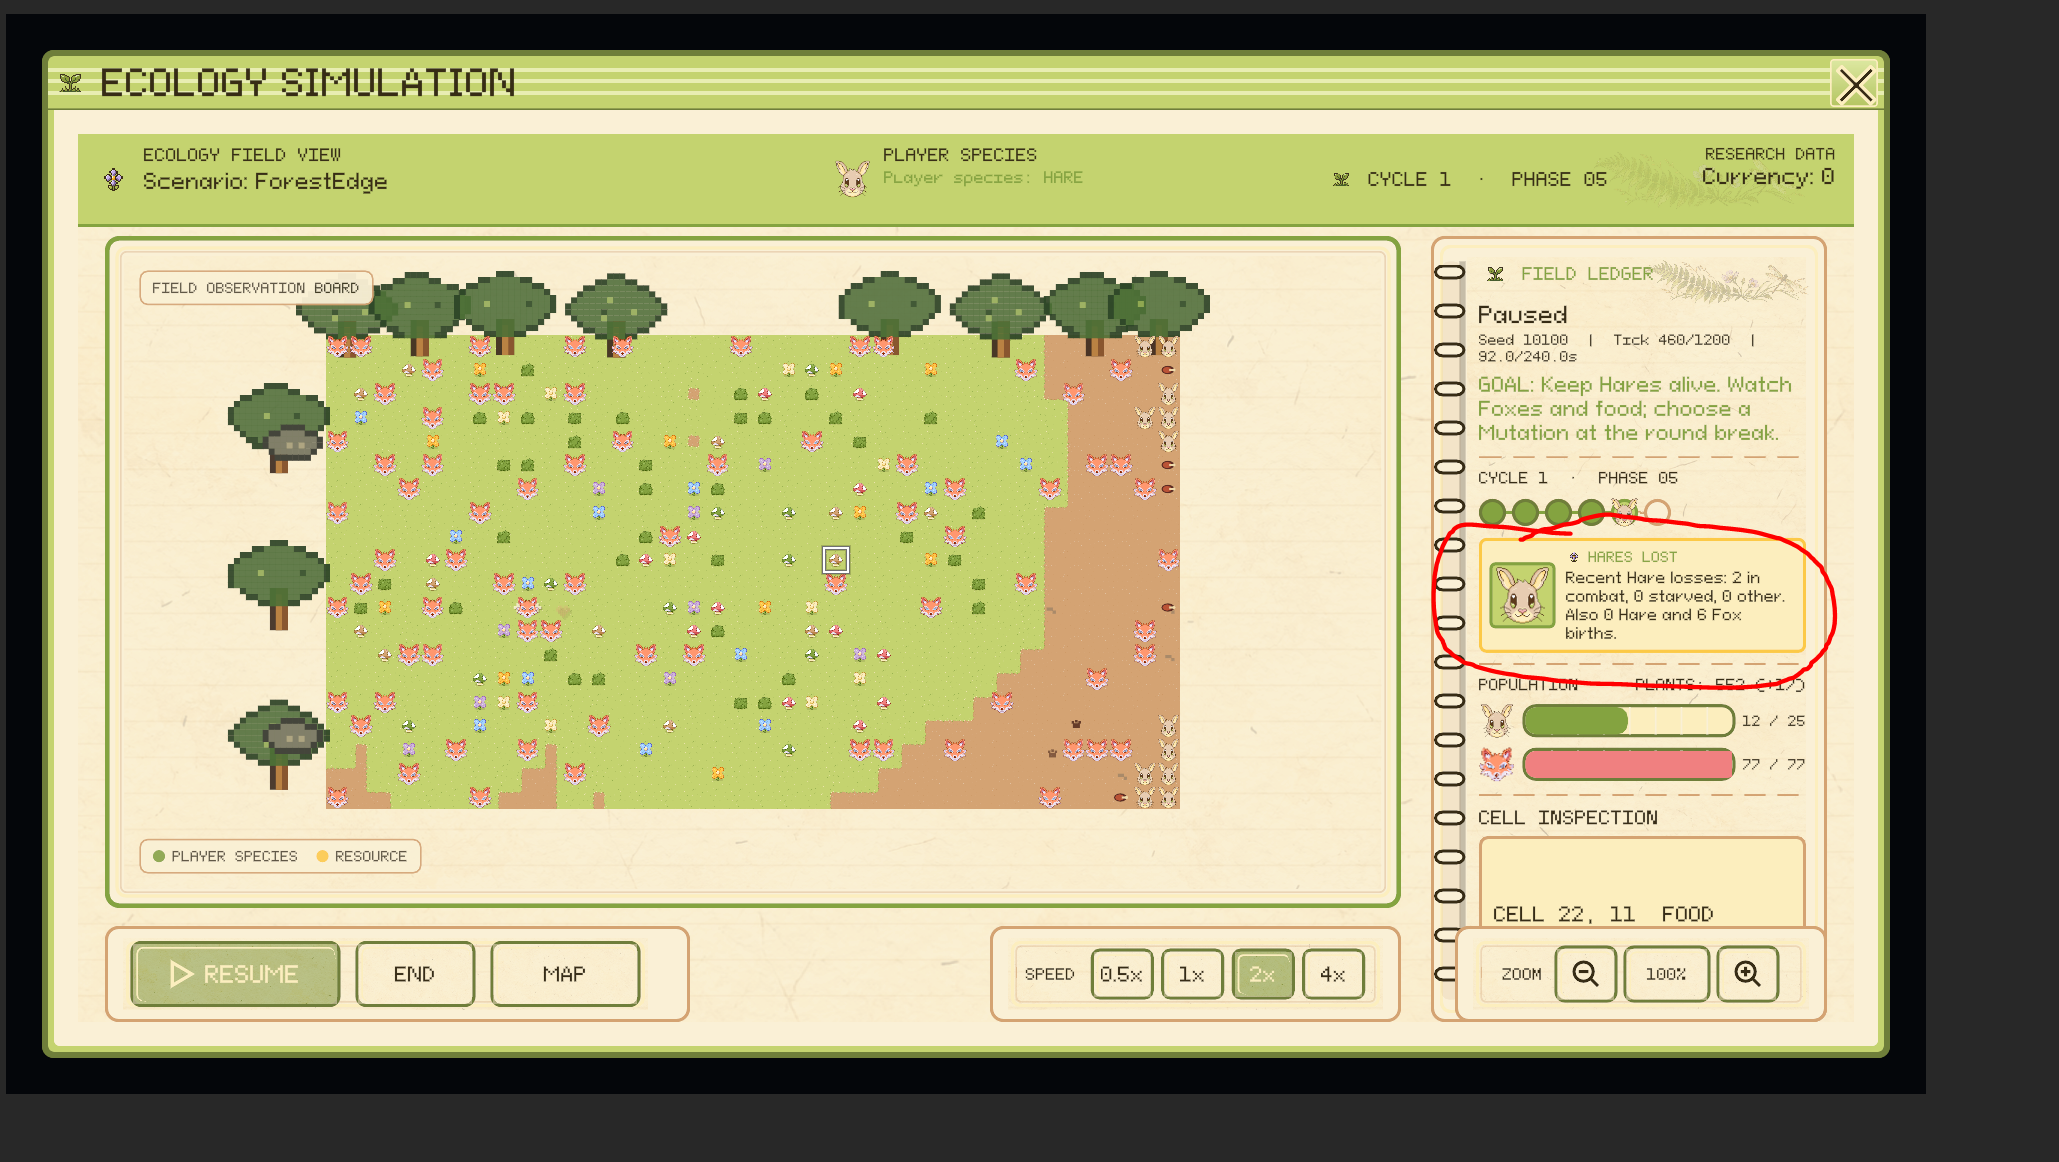 ECOLOGY SIMULATION
ECOLOGY FIELD VIEW
Scenario: ForestEdge
PLAYER SPECIES
Player species: HARE
CYCLE 1 · PHASE 05
RESEARCH DATA
Currency: 0
FIELD OBSERVATION BOARD
PLAYER SPECIES
RESOURCE
FIELD LEDGER
Paused
Seed 10100 | Tick 460/1200 |
92.0/240.0s
GOAL: Keep Hares alive. Watch
Foxes and food; choose a
Mutation at the round break.
CYCLE 1 · PHASE 05
HARES LOST
Recent Hare losses: 2 in
combat, 0 starved, 0 other.
Also 0 Hare and 6 Fox
births.
POPULATION PLANTS: 552 (+17)
12 / 25
77 / 77
CELL INSPECTION
CELL 22, 11 FOOD
RESUME
END
MAP
SPEED
0.5x
1x
2x
4x
ZOOM
100%